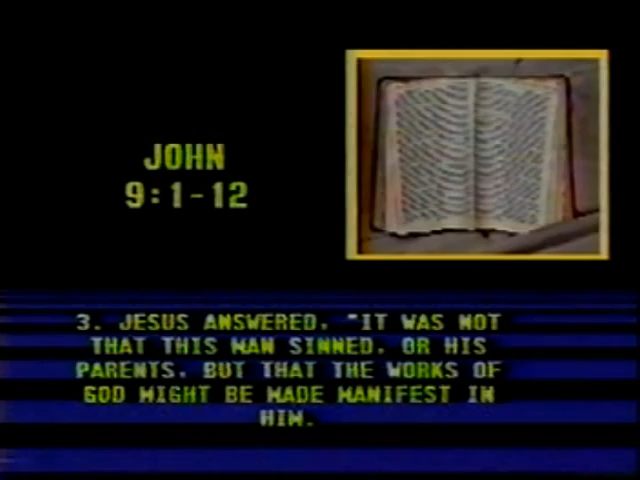 JOHN
9:1-12
3. JESUS ANSWERED, "IT WAS NOT
THAT THIS MAN SINNED, OR HIS
PARENTS, BUT THAT THE WORKS OF
GOD MIGHT BE MADE MANIFEST IN
HIM.